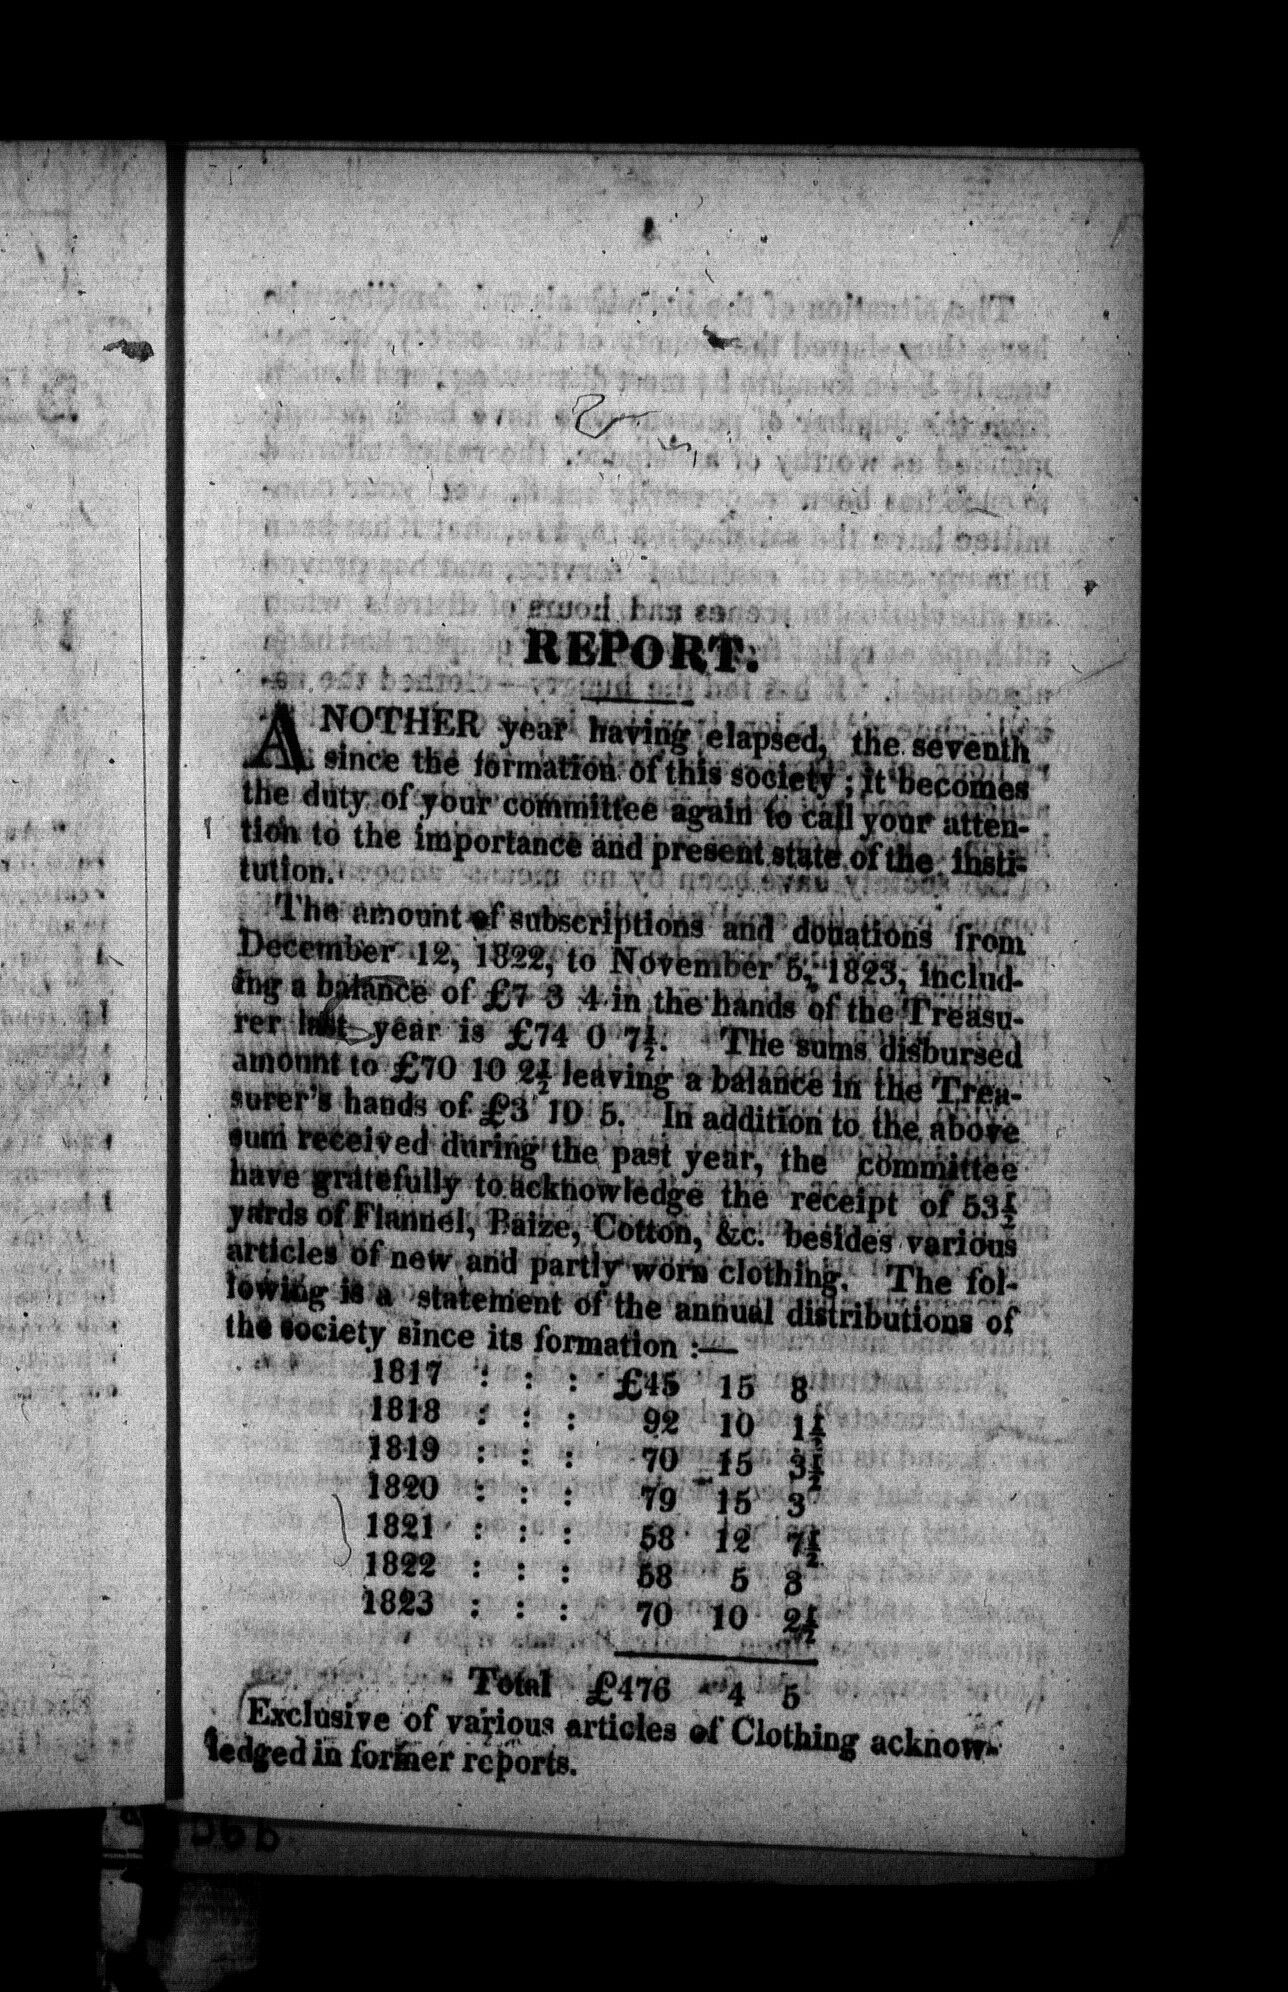 REPORT.
ANOTHER year having elapsed, the seventh
since the formation of this society ; it becomes
the duty of your committee again to call your atten-
tion to the importance and present state of the insti-
tution.
The amount of subscriptions and donations from
December 12, 1822, to November 5, 1823, includ-
ing a balance of £7 3 4 in the hands of the Treasu-
rer last year is £74 0 7½. The sums disbursed
amount to £70 10 2½ leaving a balance in the Trea-
surer's hands of £3 10 5. In addition to the above
sum received during the past year, the committee
have gratefully to acknowledge the receipt of 53½
yards of Flannel, Baize, Cotton, &c. besides various
articles of new and partly worn clothing. The fol-
lowing is a statement of the annual distributions of
the society since its formation :—
1817 : : : £45 15 8
1818 : : : 92 10 1½
1819 : : : 70 15 3½
1820 : : : 79 15 3
1821 : : : 58 12 7½
1822 : : : 58 5 3
1823 : : : 70 10 2½
Total £476 4 5
Exclusive of various articles of Clothing acknow-
ledged in former reports.